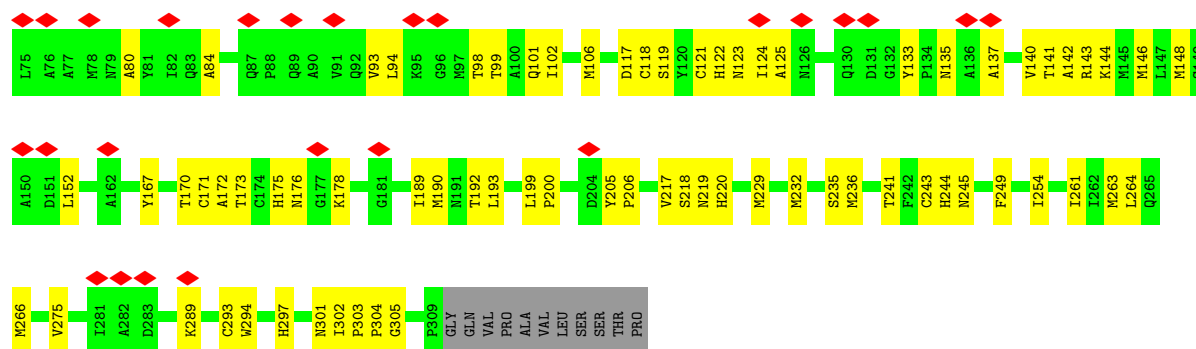 L75 A76 A77 M78 N79 A80 Y81 I82 Q83 A84 Q87 P88 Q89 A90 V91 Q92 V93 L94 K95 G96 M97 T98 T99 A100 Q101 I102 M106 D117 C118 S119 Y120 C121 H122 N123 I124 A125 N126 Q130 D131 G132 Y133 P134 N135 A136 A137 V140 T141 A142 R143 K144 M145 M146 L147 M148
A150 D151 L152 A162 Y167 T170 C171 A172 T173 C174 H175 N176 G177 K178 G181 I189 M190 N191 T192 L193 L199 P200 D204 Y205 P206 V217 S218 N219 H220 M229 M232 S235 M236 T241 F242 C243 H244 N245 F249 I254 I261 I262 M263 L264 Q265
M266 V275 I281 A282 D283 K289 C293 W294 H297 N301 I302 P303 P304 G305 P309 GLY GLN VAL PRO ALA VAL LEU SER SER THR PRO